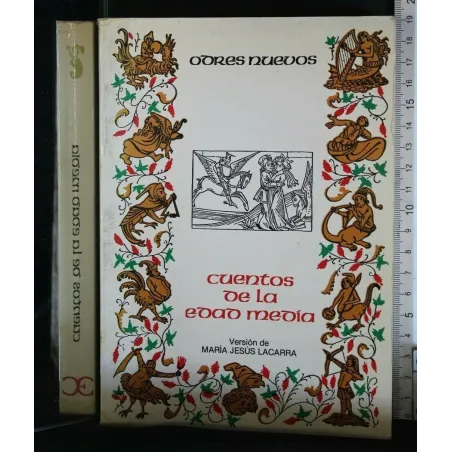 ODRES NUEVOS
cuentos
de la
edad media
Versión de
MARÍA JESÚS LACARRA
cuentos de la edad media